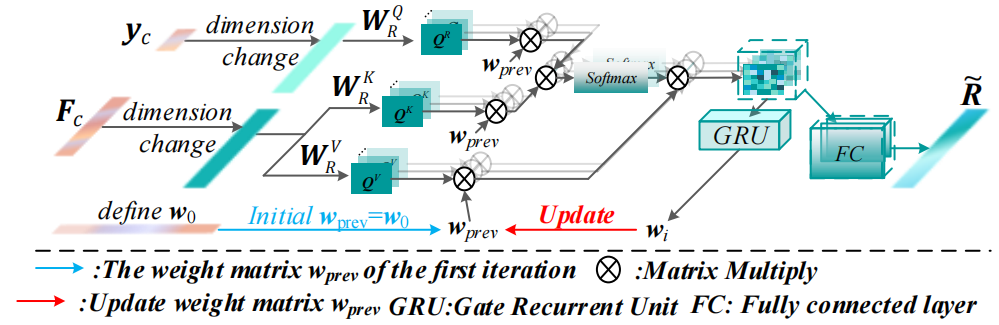 y_c dimension change W_R^Q Q^R w_prev
W_R^K Q^K w_prev Softmax Softmax
F_c dimension change W_R^V Q^V
GRU FC R̃
define w_0 Initial w_prev=w_0 w_prev Update w_i
:The weight matrix w_prev of the first iteration ⊗ :Matrix Multiply
:Update weight matrix w_prev GRU:Gate Recurrent Unit FC: Fully connected layer